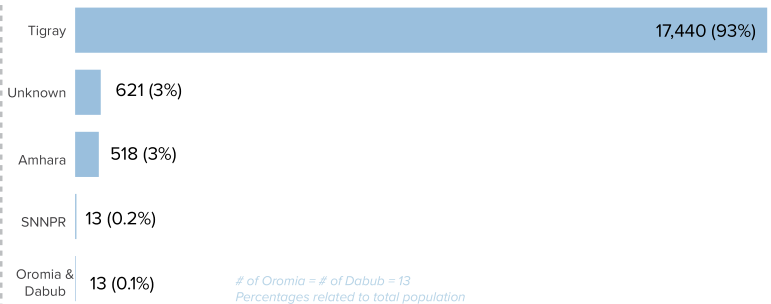 Tigray 17,440 (93%)
Unknown 621 (3%)
Amhara 518 (3%)
SNNPR 13 (0.2%)
Oromia &
Dabub 13 (0.1%)
# of Oromia = # of Dabub = 13
Percentages related to total population